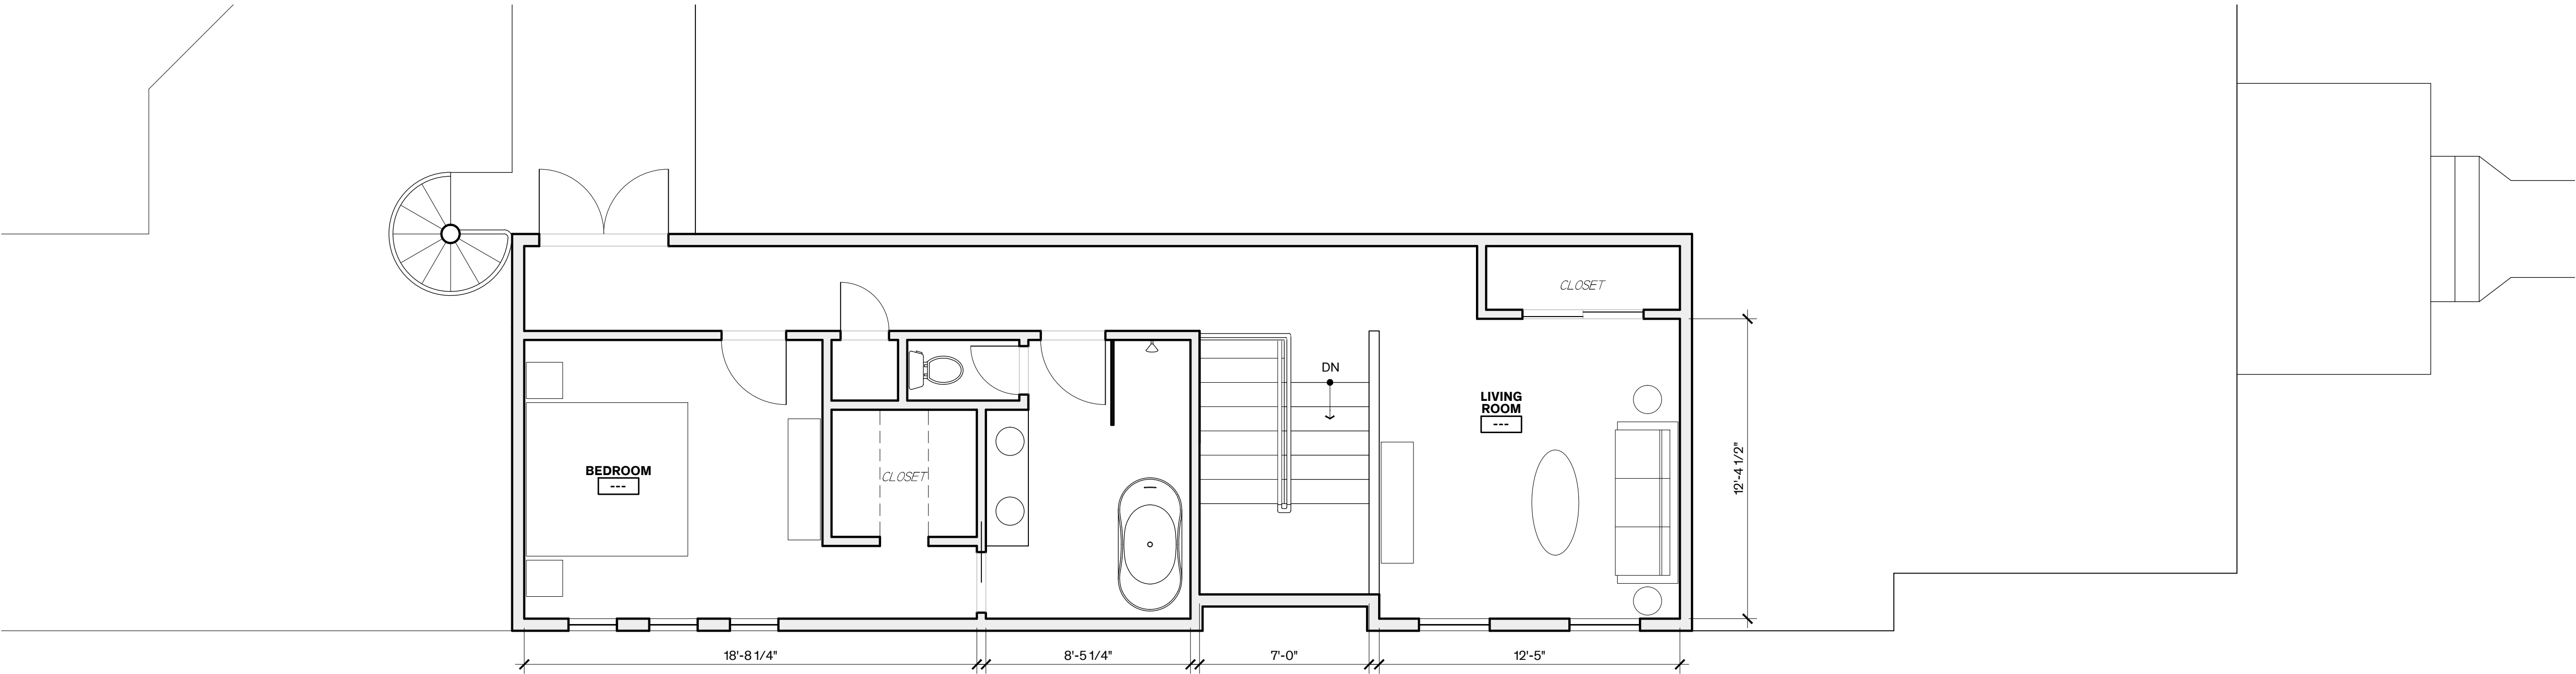 CLOSET
DN
LIVING
ROOM
---
BEDROOM
---
CLOSET
12'-4 1/2"
18'-8 1/4"
8'-5 1/4"
7'-0"
12'-5"